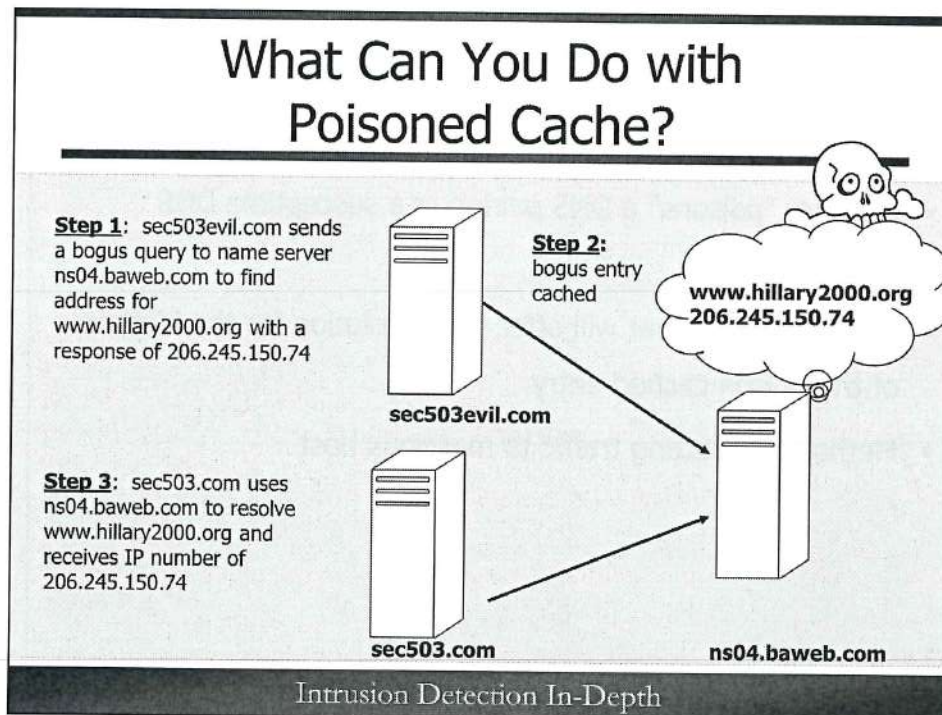 What Can You Do with
Poisoned Cache?
Step 1: sec503evil.com sends
a bogus query to name server
ns04.baweb.com to find
address for
www.hillary2000.org with a
response of 206.245.150.74
sec503evil.com
Step 2:
bogus entry
cached
www.hillary2000.org
206.245.150.74
Step 3: sec503.com uses
ns04.baweb.com to resolve
www.hillary2000.org and
receives IP number of
206.245.150.74
sec503.com
ns04.baweb.com
Intrusion Detection In-Depth